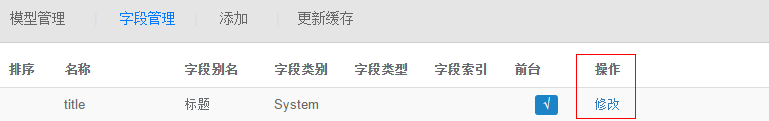 模型管理 字段管理 添加 更新缓存
排序 名称 字段别名 字段类别 字段类型 字段索引 前台 操作
title 标题 System √ 修改